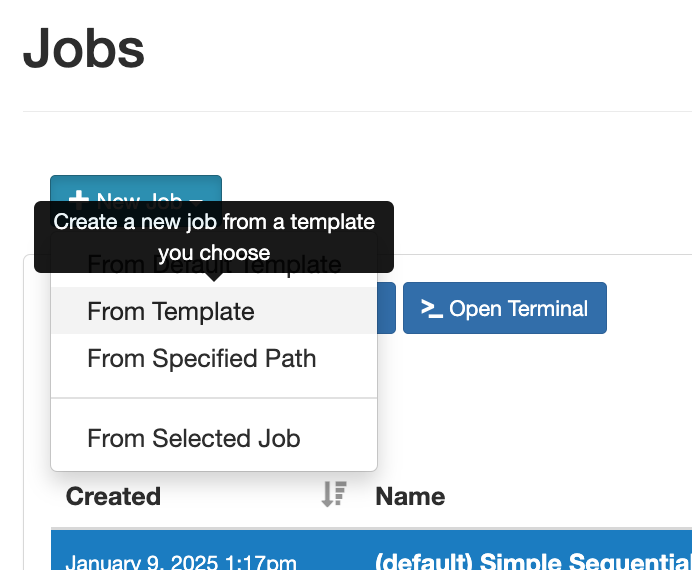 Jobs
New Job
Create a new job from a template
you choose
From Default Template
From Template
From Specified Path
From Selected Job
Open Terminal
Created
Name
January 9, 2025 1:17pm
(default) Simple Sequential